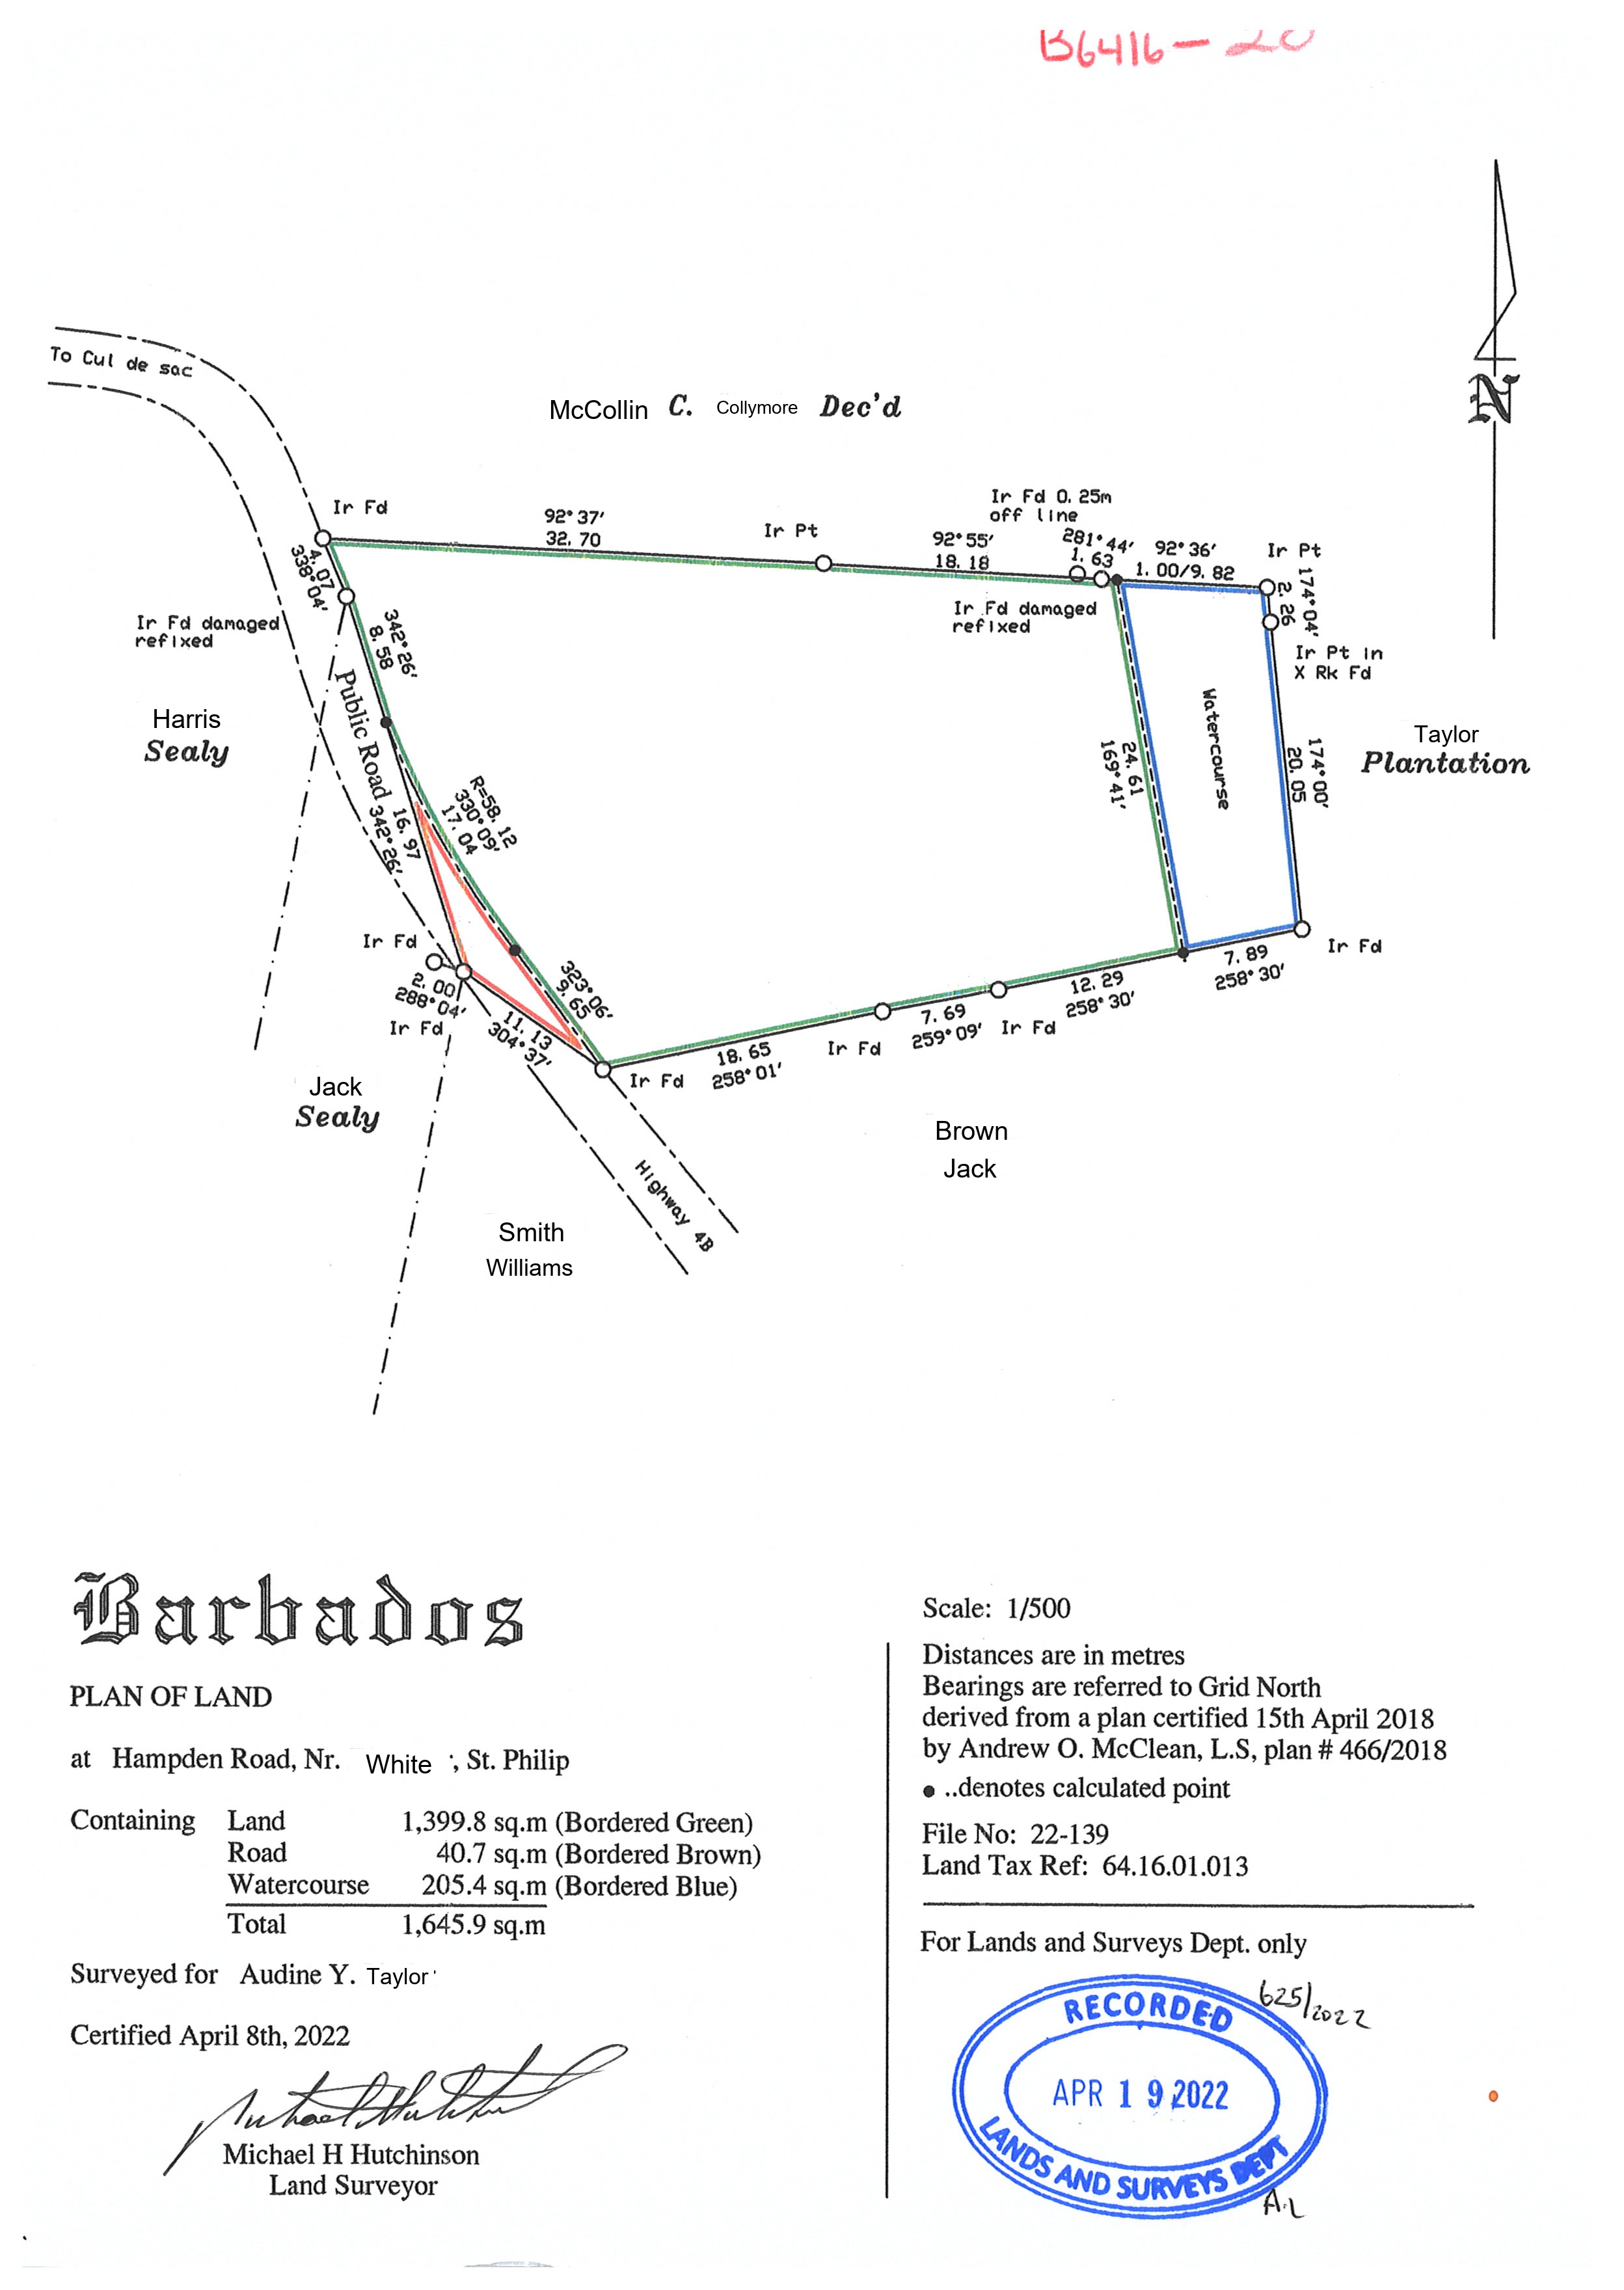 B6416-20
To Cul de sac
McCollin C. Collymore Dec'd
Ir Fd
92°37'
32.70
Ir Pt
92°55'
18.18
Ir Fd 0.25m
off line
281°44'
1.63
92°36'
1.00/9.82
Ir Pt
174°04'
2.26
Ir Pt in
X Rk Fd
4.07
338°04'
Ir Fd damaged
refixed
Ir Fd damaged
refixed
342°26'
8.58
Public Road
16.97
342°26'
R=58.12
330°09'
17.04
24.61
169°41'
Watercourse
174°00'
20.05
N
Harris
Sealy
Taylor
Plantation
Ir Fd
2.00
288°04'
Ir Fd
11.13
304°37'
323°06'
9.65
Ir Fd
18.65
258°01'
Ir Fd
7.69
259°09'
Ir Fd
12.29
258°30'
7.89
258°30'
Ir Fd
Jack
Sealy
Brown
Jack
Highway 4B
Smith
Williams
Barbados
PLAN OF LAND
at Hampden Road, Nr. White , St. Philip
Containing Land 1,399.8 sq.m (Bordered Green)
Road 40.7 sq.m (Bordered Brown)
Watercourse 205.4 sq.m (Bordered Blue)
Total 1,645.9 sq.m
Surveyed for Audine Y. Taylor
Certified April 8th, 2022
Michael H Hutchinson
Land Surveyor
Scale: 1/500
Distances are in metres
Bearings are referred to Grid North
derived from a plan certified 15th April 2018
by Andrew O. McClean, L.S, plan # 466/2018
● ..denotes calculated point
File No: 22-139
Land Tax Ref: 64.16.01.013
For Lands and Surveys Dept. only
625/2022
RECORDED
APR 19 2022
LANDS AND SURVEYS DEPT
A.L